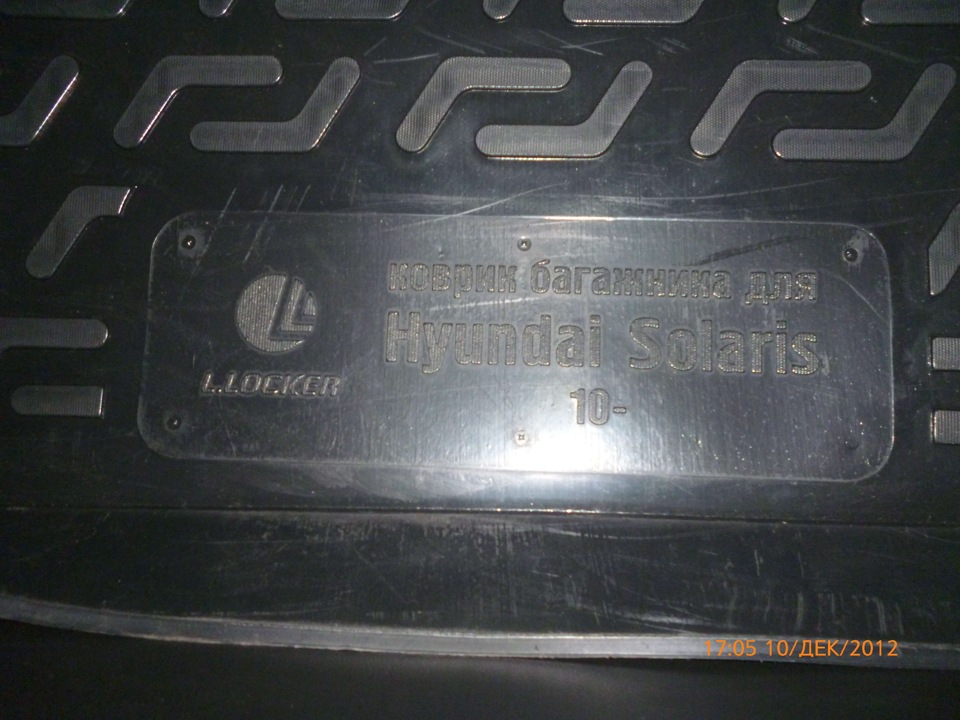 коврик багажника для
Hyundai Solaris
10-
L.LOCKER
17:05 10/ДЕК/2012